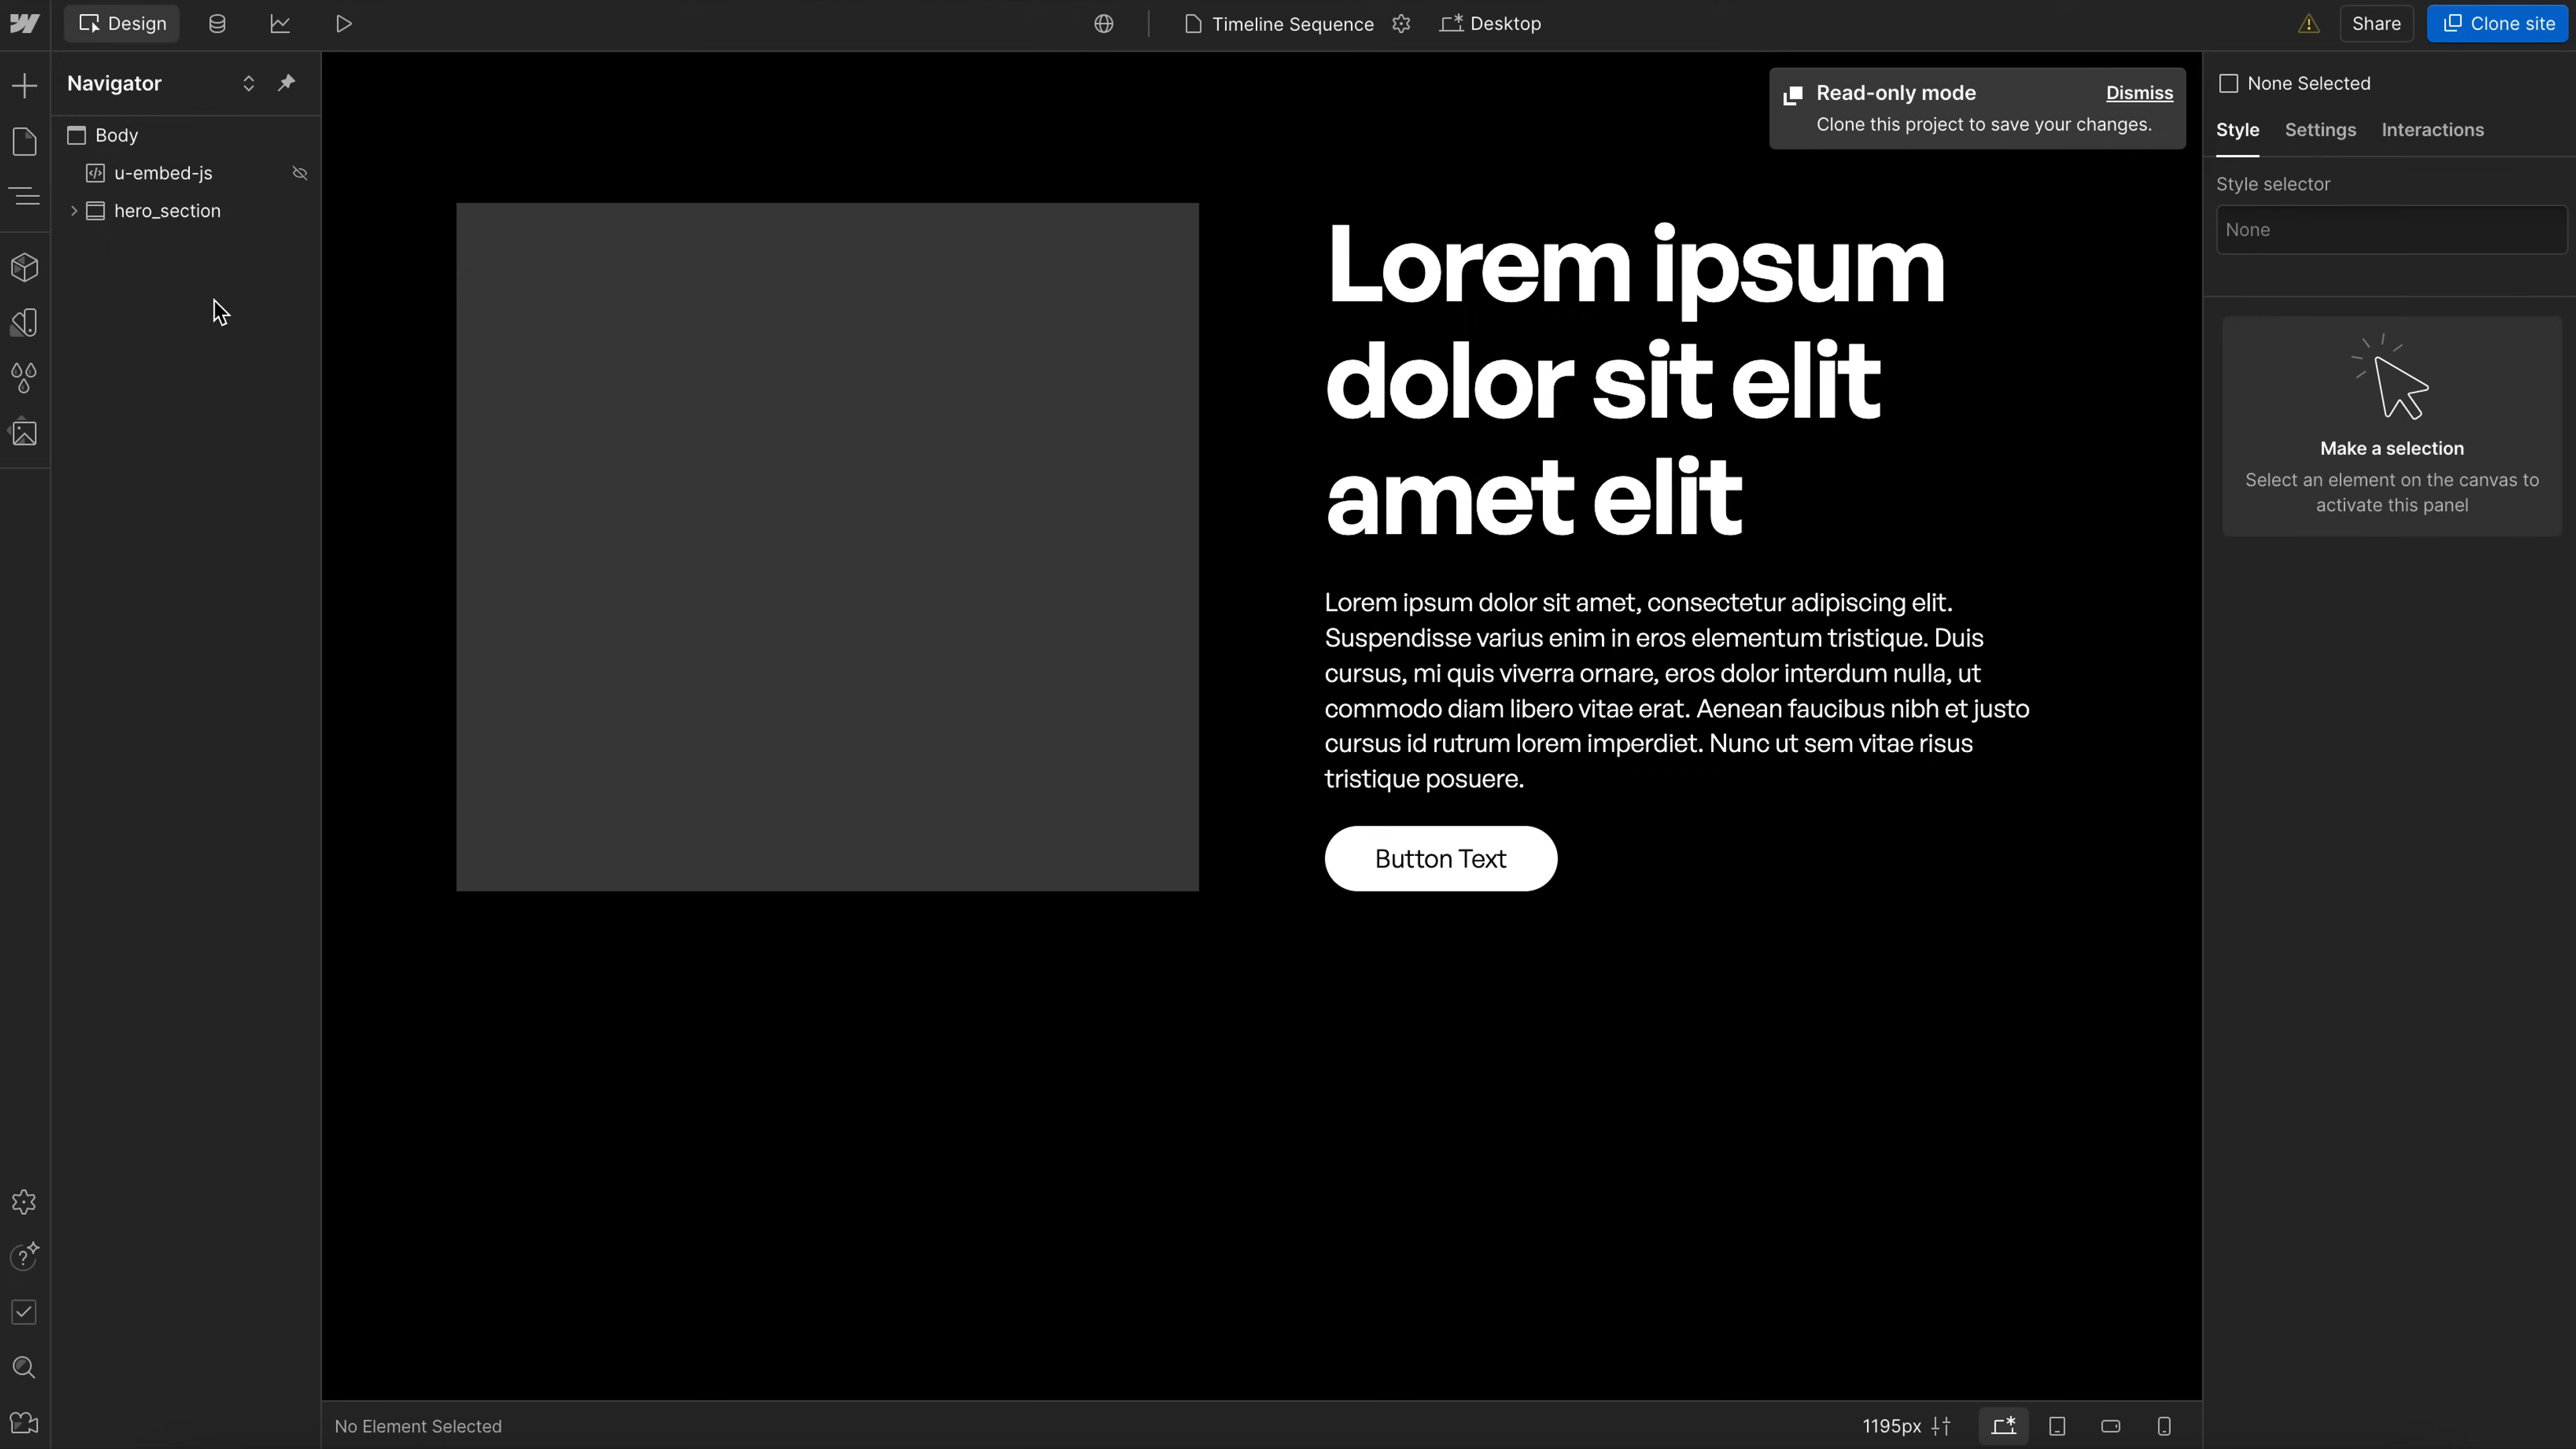 Design
Timeline Sequence
Desktop
Share
Clone site
Navigator
Body
u-embed-js
hero_section
Read-only mode
Dismiss
Clone this project to save your changes.
Lorem ipsum
dolor sit elit
amet elit
Lorem ipsum dolor sit amet, consectetur adipiscing elit.
Suspendisse varius enim in eros elementum tristique. Duis
cursus, mi quis viverra ornare, eros dolor interdum nulla, ut
commodo diam libero vitae erat. Aenean faucibus nibh et justo
cursus id rutrum lorem imperdiet. Nunc ut sem vitae risus
tristique posuere.
Button Text
None Selected
Style Settings Interactions
Style selector
None
Make a selection
Select an element on the canvas to
activate this panel
No Element Selected
1195px